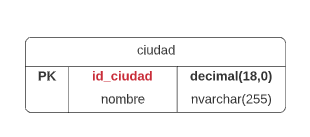 ciudad
PK id_ciudad decimal(18,0)
nombre nvarchar(255)